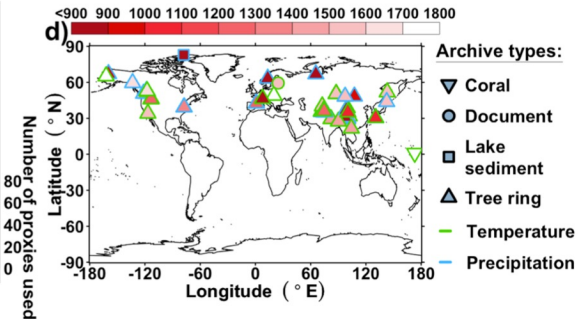 <900 900 1000 1100 1200 1300 1400 1500 1600 1700 1800
d)
90
60
30
0
-30
-60
-90
Latitude (°N)
-180 -120 -60 0 60 120 180
Longitude (°E)
Number of proxies used
80
60
40
20
0
Archive types:
Coral
Document
Lake
sediment
Tree ring
Temperature
Precipitation